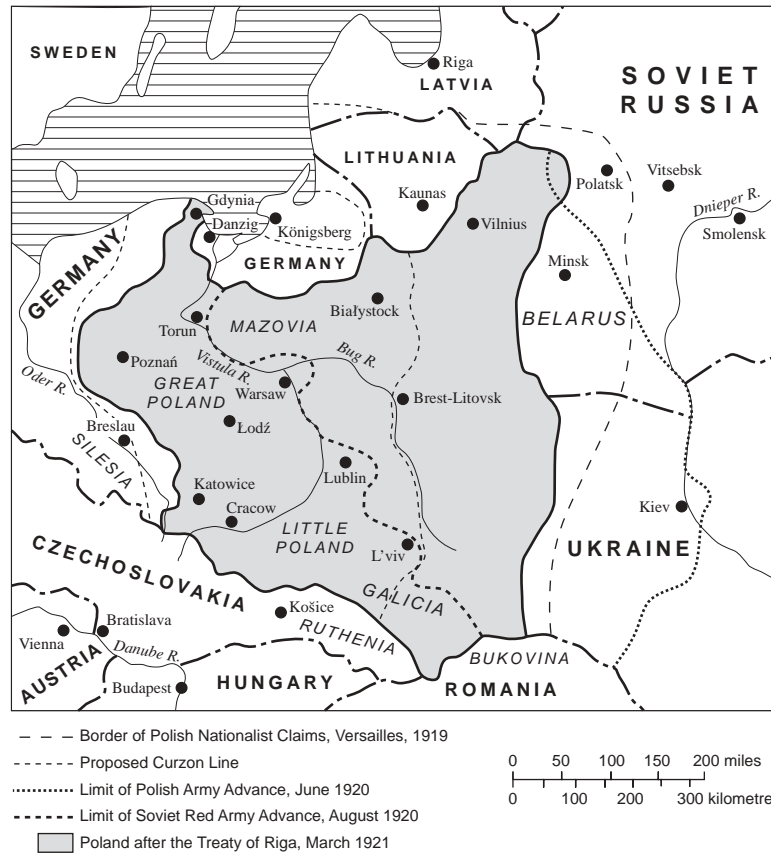 SWEDEN
Riga
LATVIA
SOVIET
RUSSIA
LITHUANIA
Kaunas
Polatsk
Vitsebsk
Dnieper R.
Smolensk
Gdynia
Danzig
Königsberg
Vilnius
GERMANY
GERMANY
Minsk
BELARUS
Białystock
Torun
MAZOVIA
Poznań
Vistula R.
Bug R.
Oder R.
GREAT
POLAND
Warsaw
Brest-Litovsk
Breslau
Łodź
SILESIA
Lublin
Katowice
Cracow
Kiev
LITTLE
POLAND
L'viv
UKRAINE
CZECHOSLOVAKIA
GALICIA
Košice
RUTHENIA
Bratislava
Vienna
Danube R.
AUSTRIA
BUKOVINA
Budapest
HUNGARY
ROMANIA
Border of Polish Nationalist Claims, Versailles, 1919
Proposed Curzon Line
Limit of Polish Army Advance, June 1920
Limit of Soviet Red Army Advance, August 1920
Poland after the Treaty of Riga, March 1921
0 50 100 150 200 miles
0 100 200 300 kilometre